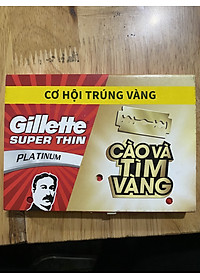 CƠ HỘI TRÚNG VÀNG
Gillette
SUPER THIN
PLATINUM
CÀO VÀ
TÌM
VÀNG